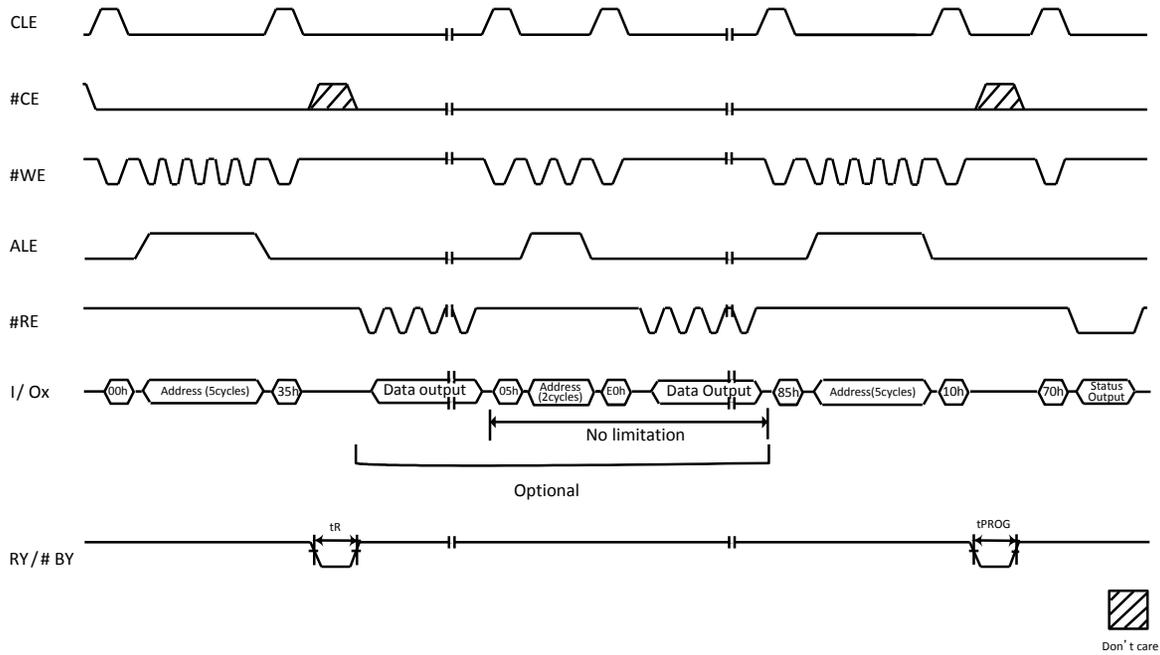 CLE
#CE
#WE
ALE
#RE
I/ Ox
00h
Address (5cycles)
35h
Data output
05h
Address
(2cycles)
E0h
Data Output
85h
Address(5cycles)
10h
70h
Status
Output
No limitation
Optional
tR
tPROG
RY/# BY
Don't care